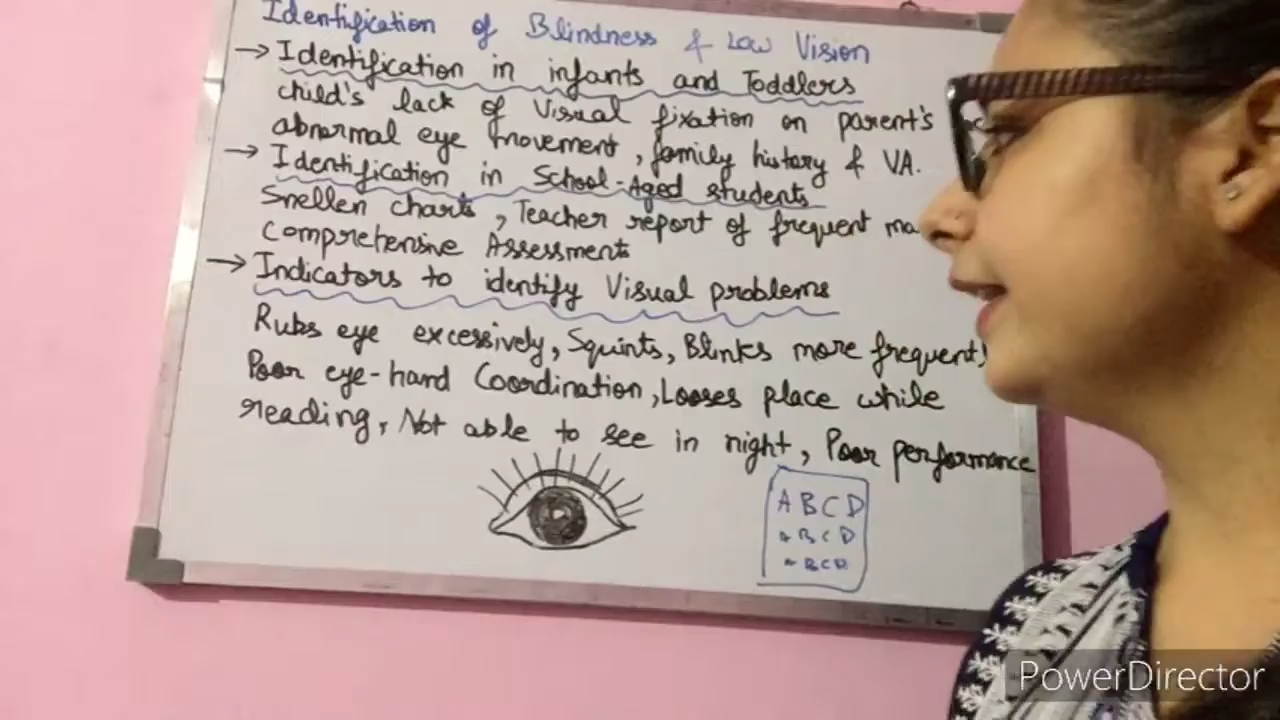 Identification of Blindness & Low Vision
→ Identification in infants and Toddlers
child's lack of Visual fixation on parent's
abnormal eye movement, family history & VA.
→ Identification in School-Aged students
Snellen charts, Teacher report of frequent
Comprehensive Assessment
→ Indicators to identify Visual problems
Rubs eye excessively, Squints, Blinks more frequent
Poor eye-hand Coordination, Looses place while
reading, Not able to see in night, Poor performance
A B C D
A B C D
A B C D
PowerDirector